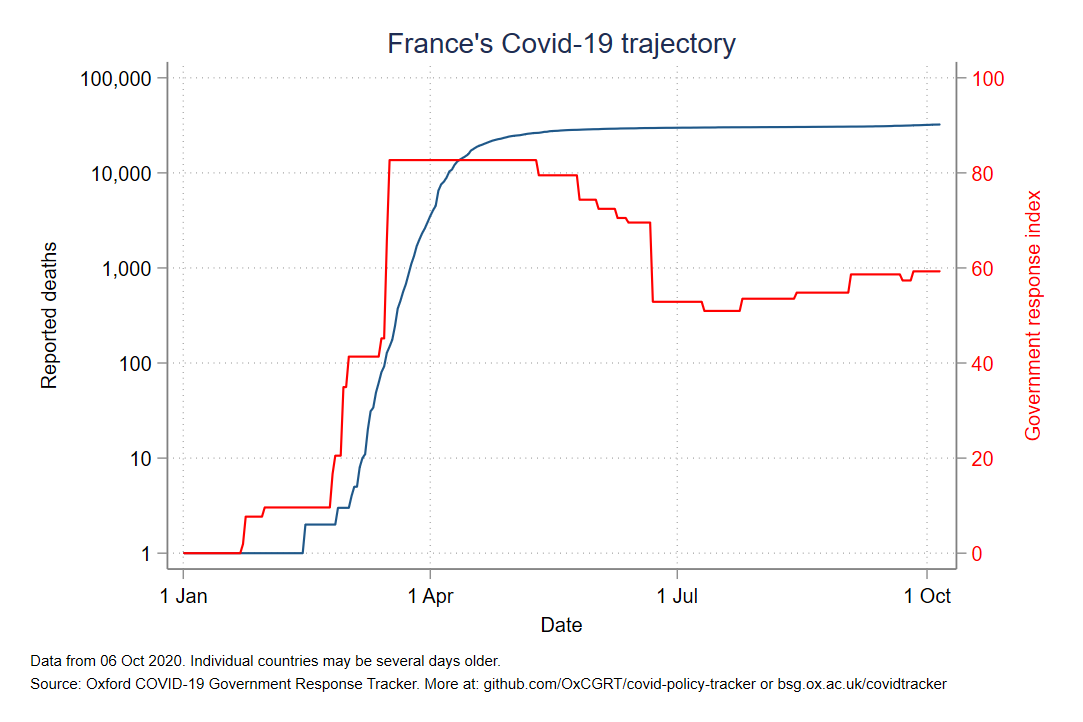 France's Covid-19 trajectory
100,000
10,000
1,000
100
10
1
Reported deaths
100
80
60
40
20
0
Government response index
1 Jan
1 Apr
1 Jul
1 Oct
Date
Data from 06 Oct 2020. Individual countries may be several days older.
Source: Oxford COVID-19 Government Response Tracker. More at: github.com/OxCGRT/covid-policy-tracker or bsg.ox.ac.uk/covidtracker